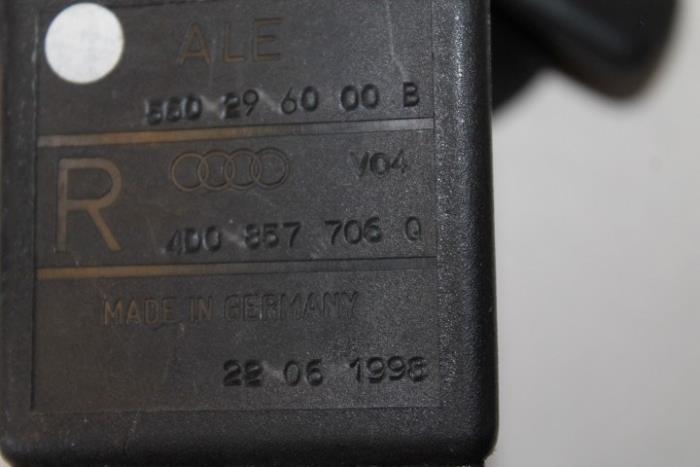 ALE
560 29 60 00 B
R V04
4D0 857 706 Q
MADE IN GERMANY
22 06 1998